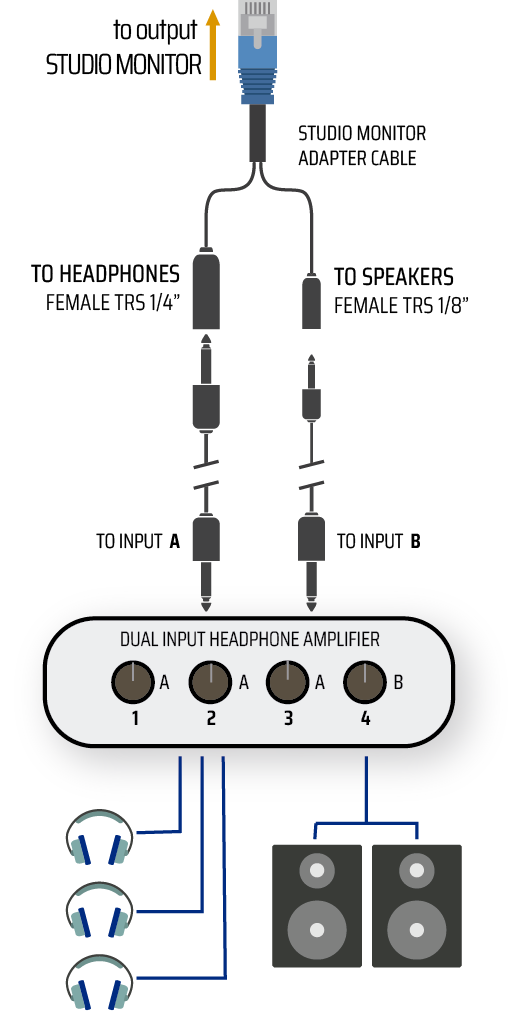 to output
STUDIO MONITOR
STUDIO MONITOR
ADAPTER CABLE
TO HEADPHONES
FEMALE TRS 1/4”
TO SPEAKERS
FEMALE TRS 1/8”
TO INPUT A
TO INPUT B
DUAL INPUT HEADPHONE AMPLIFIER
A A A B
1 2 3 4